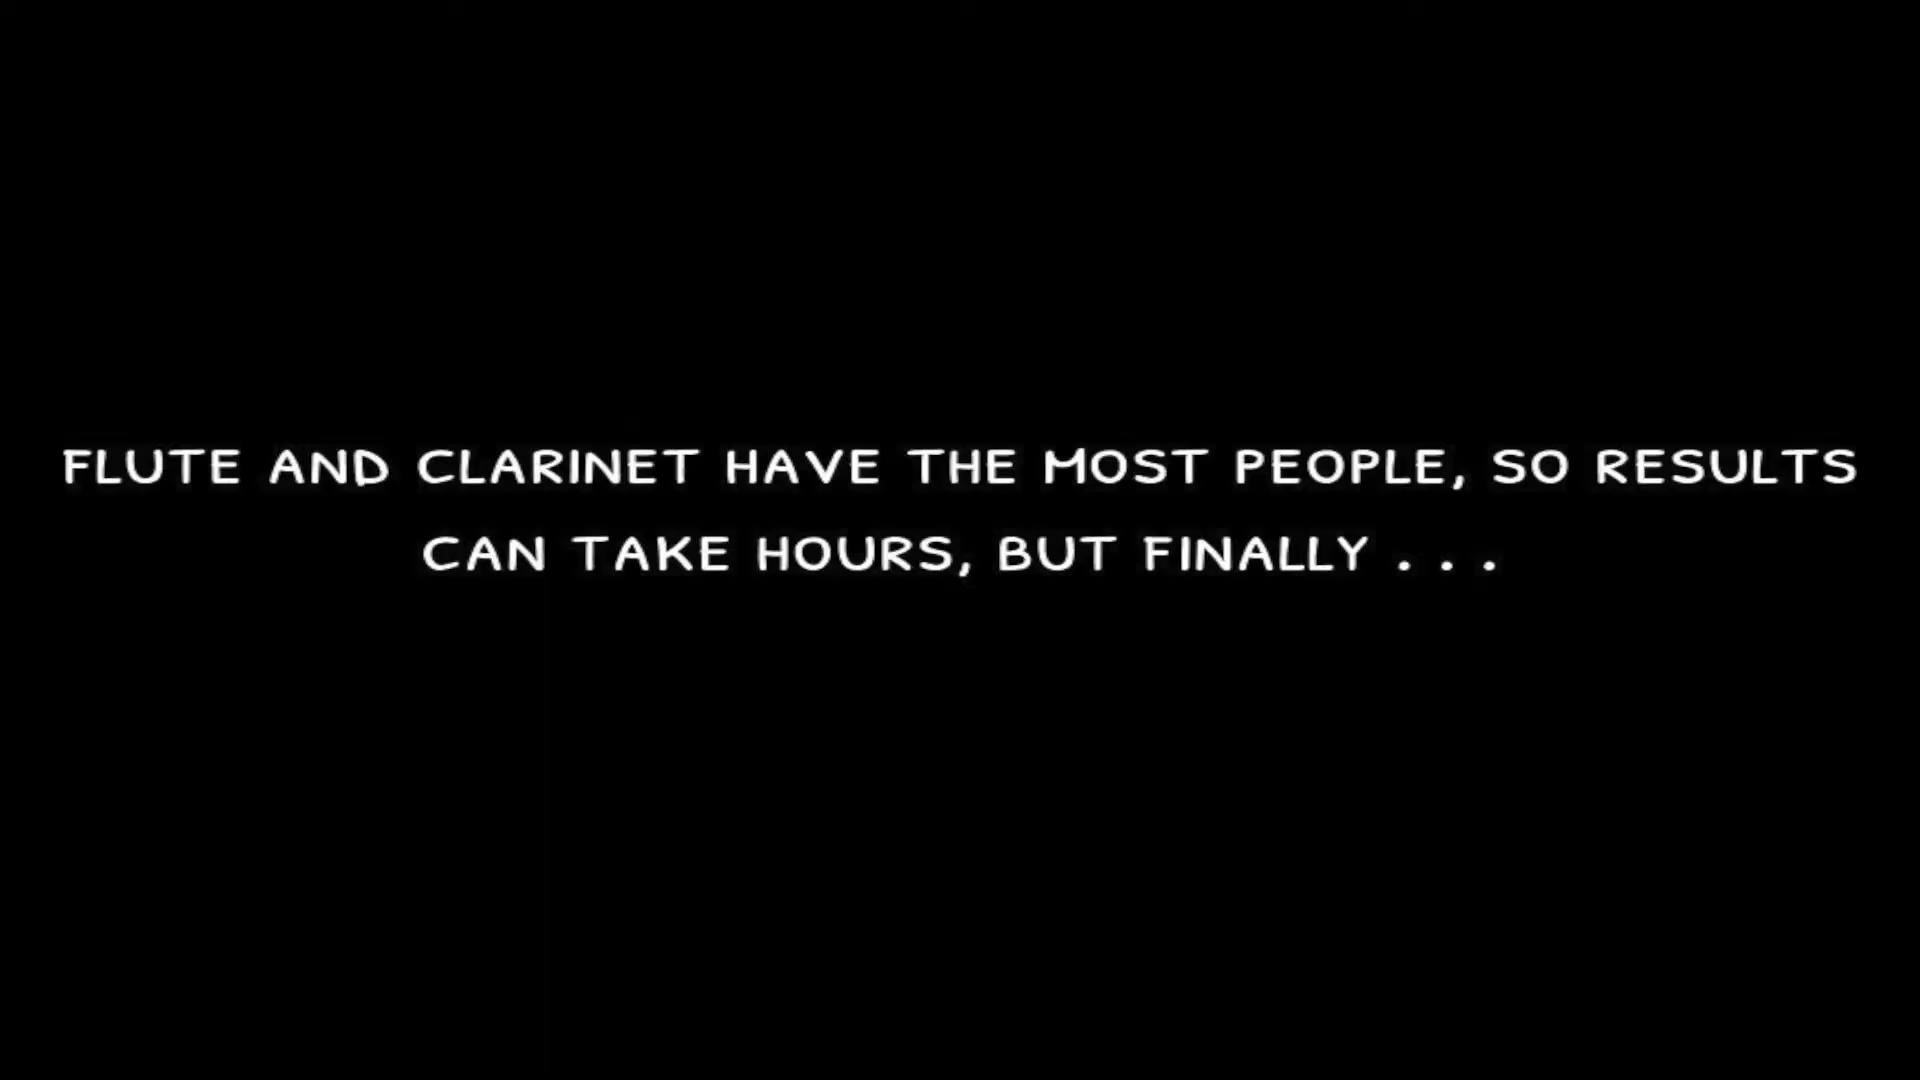 FLUTE AND CLARINET HAVE THE MOST PEOPLE, SO RESULTS
CAN TAKE HOURS, BUT FINALLY . . .